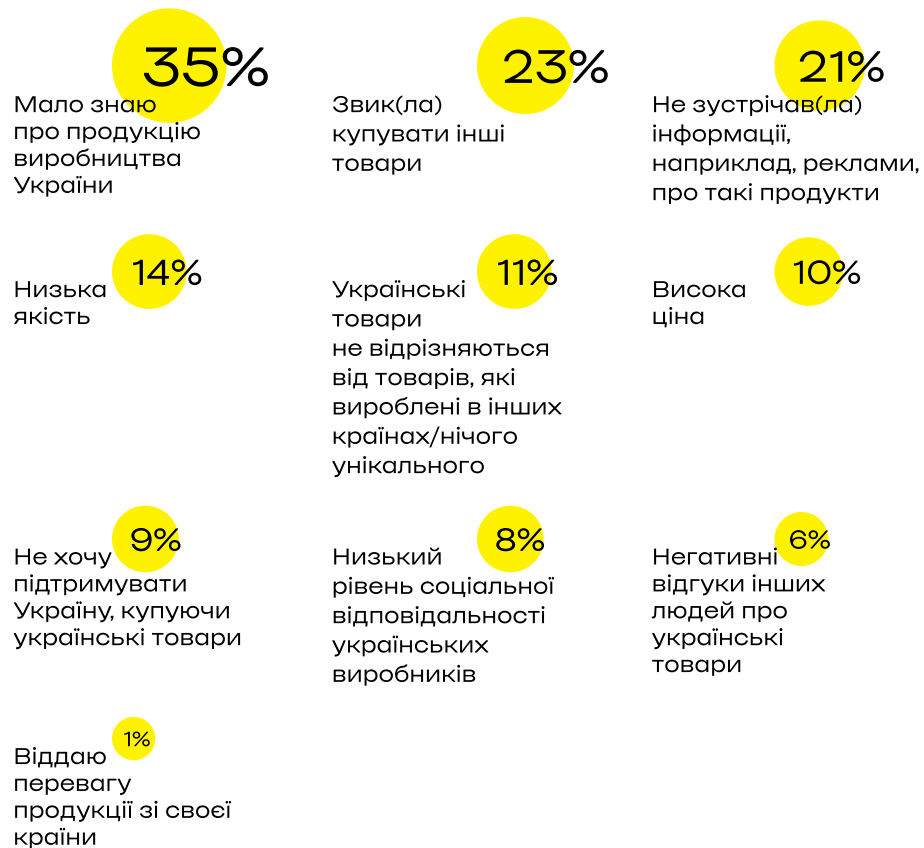 35%
Мало знаю
про продукцію
виробництва
України
23%
Звик(ла)
купувати інші
товари
21%
Не зустрічав(ла)
інформації,
наприклад, реклами,
про такі продукти
14%
Низька
якість
11%
Українські
товари
не відрізняються
від товарів, які
вироблені в інших
країнах/нічого
унікального
10%
Висока
ціна
9%
Не хочу
підтримувати
Україну, купуючи
українські товари
8%
Низький
рівень соціальної
відповідальності
українських
виробників
6%
Негативні
відгуки інших
людей про
українські
товари
1%
Віддаю
перевагу
продукції зі своєї
країни